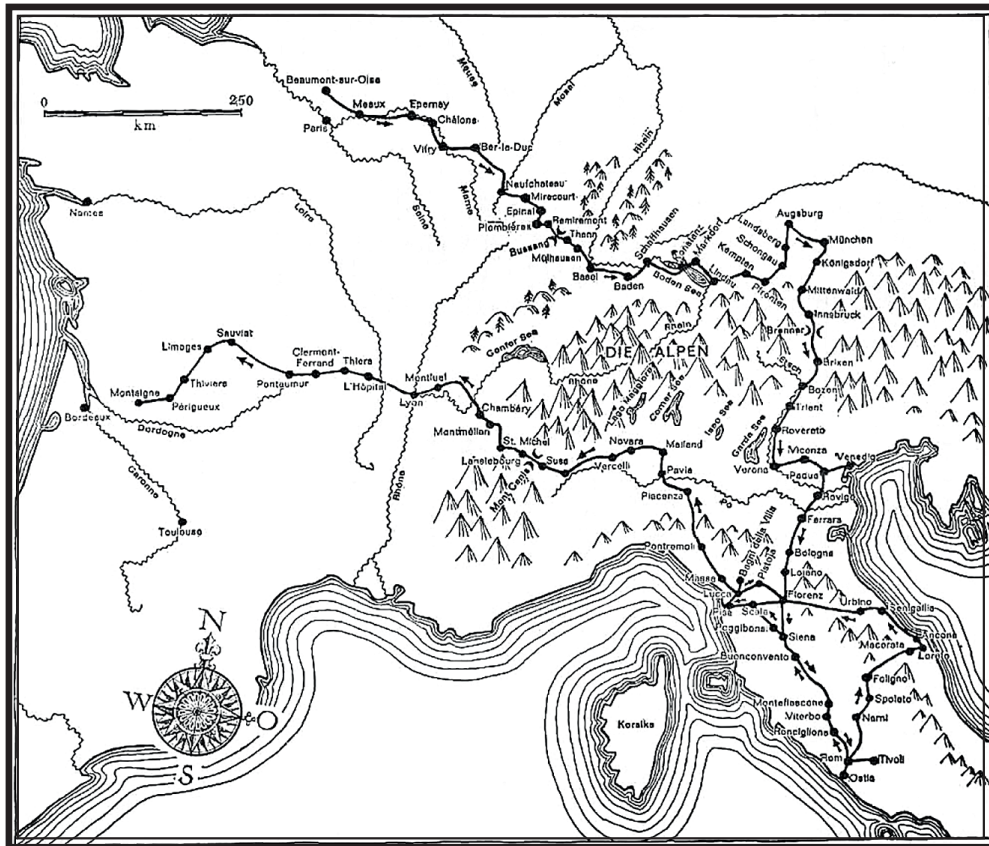 Beaumont-sur-Oise
0 250
km
Paris
Meaux
Epernay
Châlons
Vitry
Bar-le-Duc
Meuse
Mosel
Rhein
Marne
Seine
Loire
Nantes
Neufchateau
Mirecourt
Epinal
Plombières
Remiremont
Bussang
Thann
Mülhausen
Basel
Baden
Schaffhausen
Konstanz
Markdorf
Boden See
Lindau
Kempten
Pfronten
Schongau
Landsberg
Augsburg
München
Königsdorf
Mittenwald
Innsbruck
Brenner
Brixen
Etsch
Bozen
Trient
Rovereto
Genfer See
DIE ALPEN
Rhein
Rhône
Lago Maggiore
Comer See
Iseo See
Garda See
Verona
Vicenza
Padua
Venedig
Rovigo
Ferrara
Bologna
Loiano
Florenz
Sauviat
Limoges
Thiviers
Périgueux
Montaigne
Bordeaux
Dordogne
Garonne
Toulouse
Pontaumur
Clermont-
Ferrand
Thiers
L'Hôpital
Lyon
Montluel
Rhône
Chambéry
Montmélian
St. Michel
Lanslebourg
Mont Cenis
Susa
Vercelli
Novara
Mailand
Pavia
Piacenza
Po
Pontremoli
Massa
Lucca
Bagni della Villa
Pistoja
Pisa
Scala
Poggibonsi
Siena
Buonconvento
Urbino
Senigallia
Ancona
Loreto
Macerata
Foligno
Spoleto
Narni
Montefiascone
Viterbo
Ronciglione
Rom
Tivoli
Ostia
Korsika
N
W
S